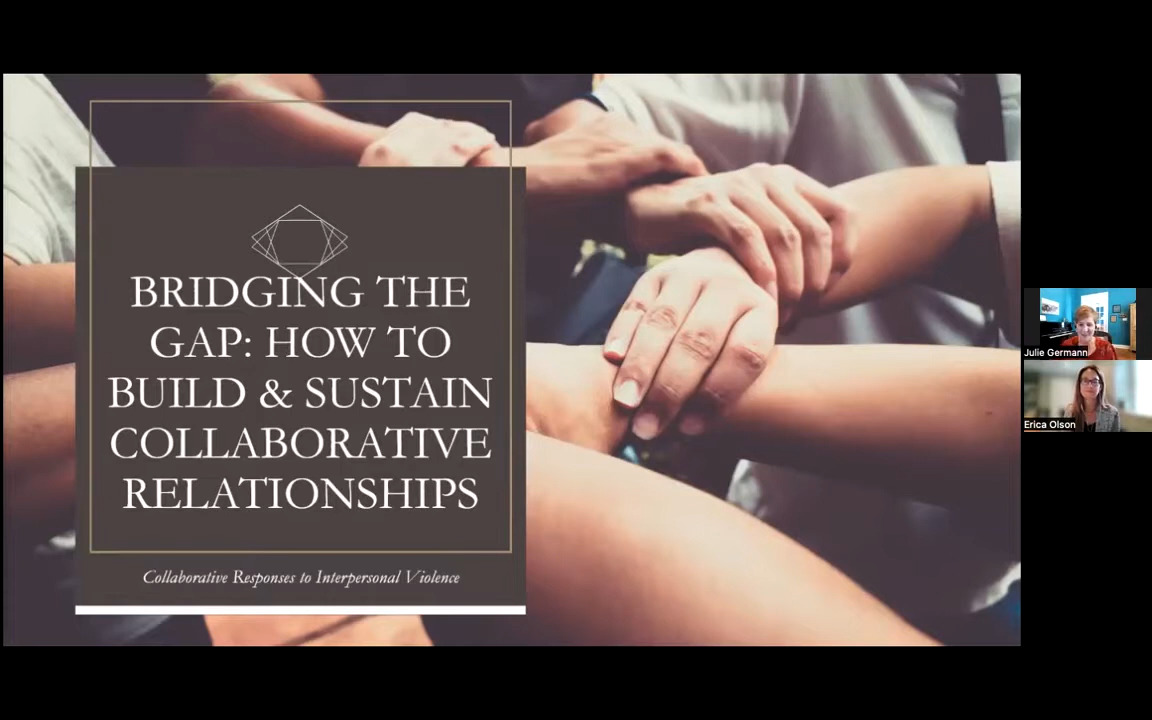 BRIDGING THE
GAP: HOW TO
BUILD & SUSTAIN
COLLABORATIVE
RELATIONSHIPS
Collaborative Responses to Interpersonal Violence
Julie Germann
Erica Olson